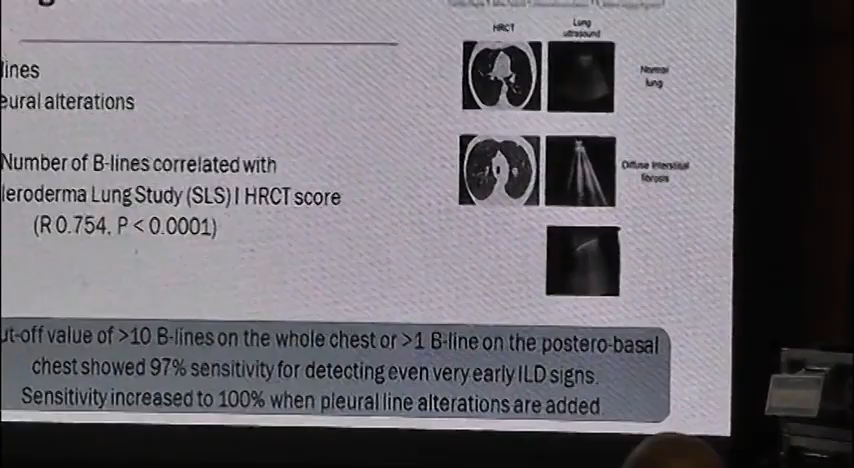 HRCT
Lung
ultrasound
Normal
lung
lines
eural alterations
Number of B-lines correlated with
leroderma Lung Study (SLS) I HRCT score
(R 0.754, P < 0.0001)
Diffuse Interstitial
fibrosis
ut-off value of >10 B-lines on the whole chest or >1 B-line on the postero-basal
chest showed 97% sensitivity for detecting even very early ILD signs.
Sensitivity increased to 100% when pleural line alterations are added